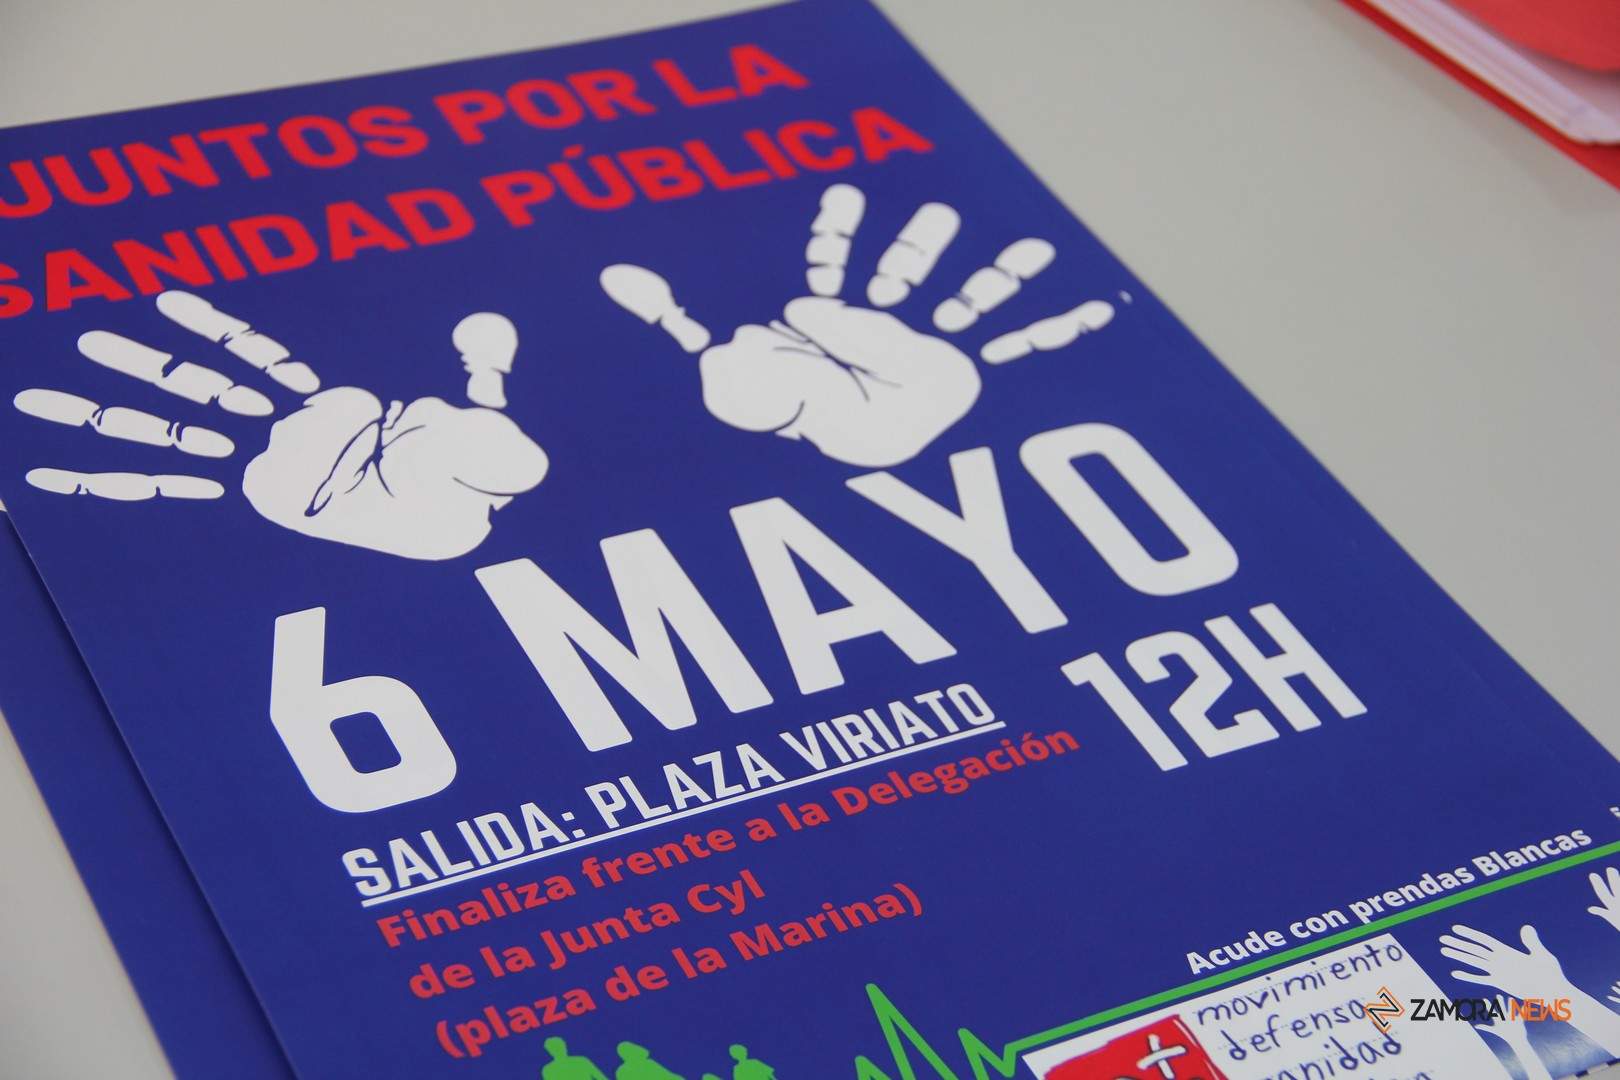 JUNTOS POR LA
SANIDAD PÚBLICA
6 MAYO
12H
SALIDA: PLAZA VIRIATO
Finaliza frente a la Delegación
de la Junta Cyl
(plaza de la Marina)
Acude con prendas Blancas
movimiento
defensa
sanidad
ZAMORA NEWS